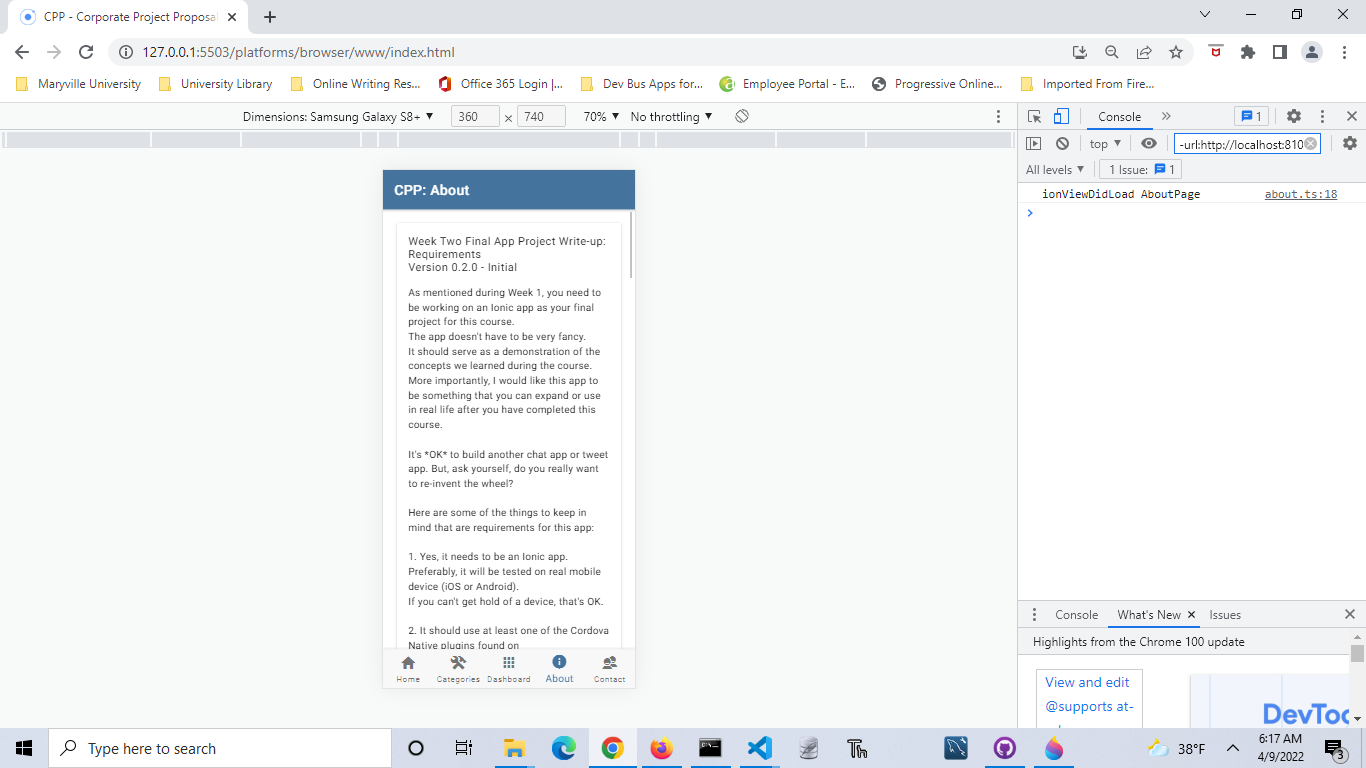 CPP - Corporate Project Proposal
127.0.0.1:5503/platforms/browser/www/index.html
Maryville University
University Library
Online Writing Res...
Office 365 Login |...
Dev Bus Apps for...
Employee Portal - E...
Progressive Online...
Imported From Fire...
Dimensions: Samsung Galaxy S8+ ▼
360 × 740
70% ▼
No throttling ▼
Console
1
top ▼
-url:http://localhost:810
All levels ▼
1 Issue: 1
ionViewDidLoad AboutPage about.ts:18
CPP: About
Week Two Final App Project Write-up:
Requirements
Version 0.2.0 - Initial
As mentioned during Week 1, you need to
be working on an Ionic app as your final
project for this course.
The app doesn't have to be very fancy.
It should serve as a demonstration of the
concepts we learned during the course.
More importantly, I would like this app to
be something that you can expand or use
in real life after you have completed this
course.
It's *OK* to build another chat app or tweet
app. But, ask yourself, do you really want
to re-invent the wheel?
Here are some of the things to keep in
mind that are requirements for this app:
1. Yes, it needs to be an Ionic app.
Preferably, it will be tested on real mobile
device (iOS or Android).
If you can't get hold of a device, that's OK.
2. It should use at least one of the Cordova
Native plugins found on
Home Categories Dashboard About Contact
Console What's New Issues
Highlights from the Chrome 100 update
View and edit
@supports at-
DevToo
Type here to search
Th
38°F
6:17 AM
4/9/2022
3